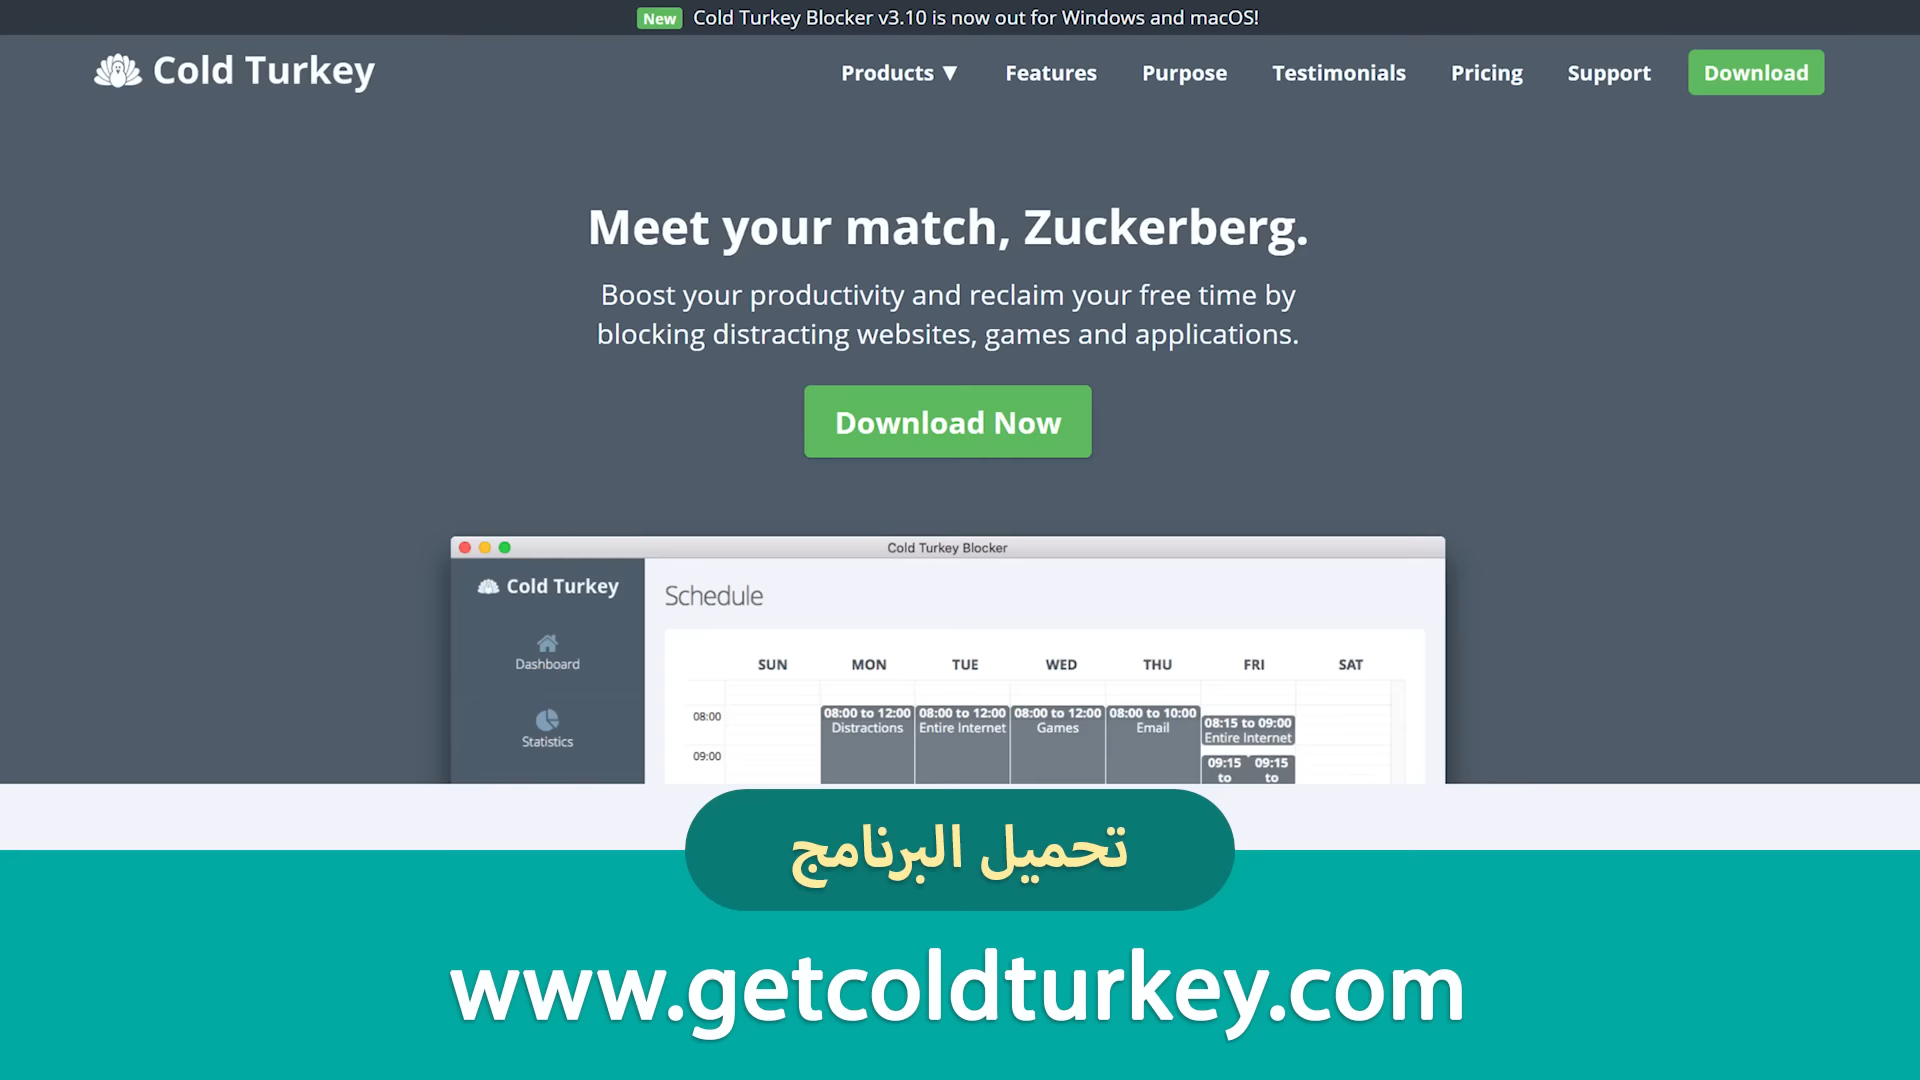 New Cold Turkey Blocker v3.10 is now out for Windows and macOS!
Cold Turkey
Products ▼ Features Purpose Testimonials Pricing Support Download
Meet your match, Zuckerberg.
Boost your productivity and reclaim your free time by
blocking distracting websites, games and applications.
Download Now
Cold Turkey Blocker
Cold Turkey
Dashboard
Statistics
Schedule
SUN MON TUE WED THU FRI SAT
08:00
09:00
08:00 to 12:00
Distractions
08:00 to 12:00
Entire Internet
08:00 to 12:00
Games
08:00 to 10:00
Email
08:15 to 09:00
Entire Internet
09:15
to
09:15
to
تحميل البرنامج
www.getcoldturkey.com